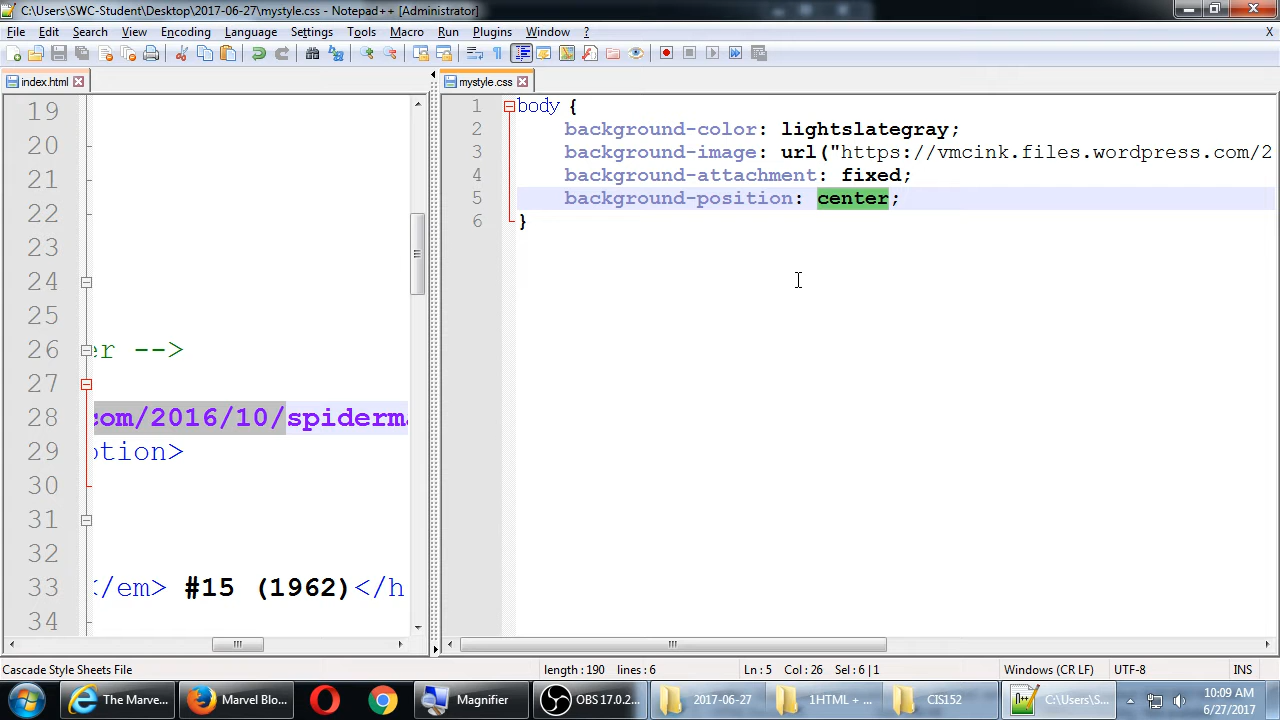 C:\Users\SWC-Student\Desktop\2017-06-27\mystyle.css - Notepad++ [Administrator]
File Edit Search View Encoding Language Settings Tools Macro Run Plugins Window ? X
index.html
mystyle.css
19
20
21
22
23
24
25
26 er -->
27
28 com/2016/10/spiderm
29 ption>
30
31
32
33 </em> #15 (1962)</h
34
1 body {
2 background-color: lightslategray;
3 background-image: url("https://vmcink.files.wordpress.com/2
4 background-attachment: fixed;
5 background-position: center;
6 }
Cascade Style Sheets File length : 190 lines : 6 Ln : 5 Col : 26 Sel : 6 | 1 Windows (CR LF) UTF-8 INS
The Marve... Marvel Blo... Magnifier OBS 17.0.2... 2017-06-27 1HTML + ... CIS152 C:\Users\S... 10:09 AM
6/27/2017